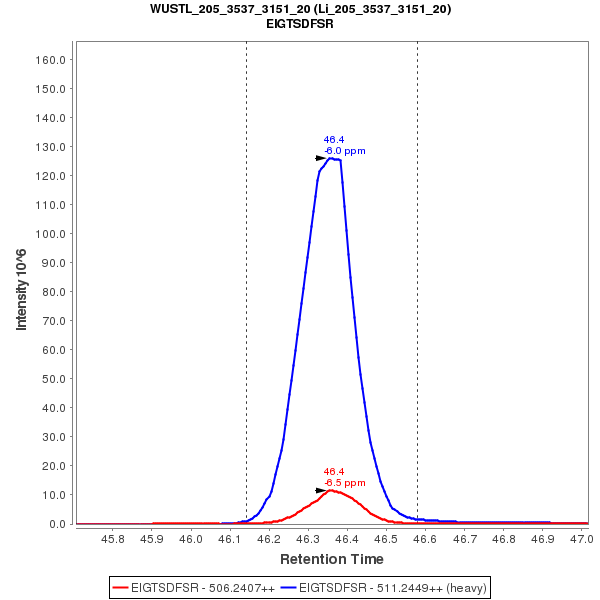 WUSTL_205_3537_3151_20 (Li_205_3537_3151_20)
EIGTSDFSR
Intensity 10^6
160.0
150.0
140.0
130.0
120.0
110.0
100.0
90.0
80.0
70.0
60.0
50.0
40.0
30.0
20.0
10.0
0.0
46.4
-6.0 ppm
46.4
-6.5 ppm
45.8 45.9 46.0 46.1 46.2 46.3 46.4 46.5 46.6 46.7 46.8 46.9 47.0
Retention Time
EIGTSDFSR - 506.2407++ EIGTSDFSR - 511.2449++ (heavy)